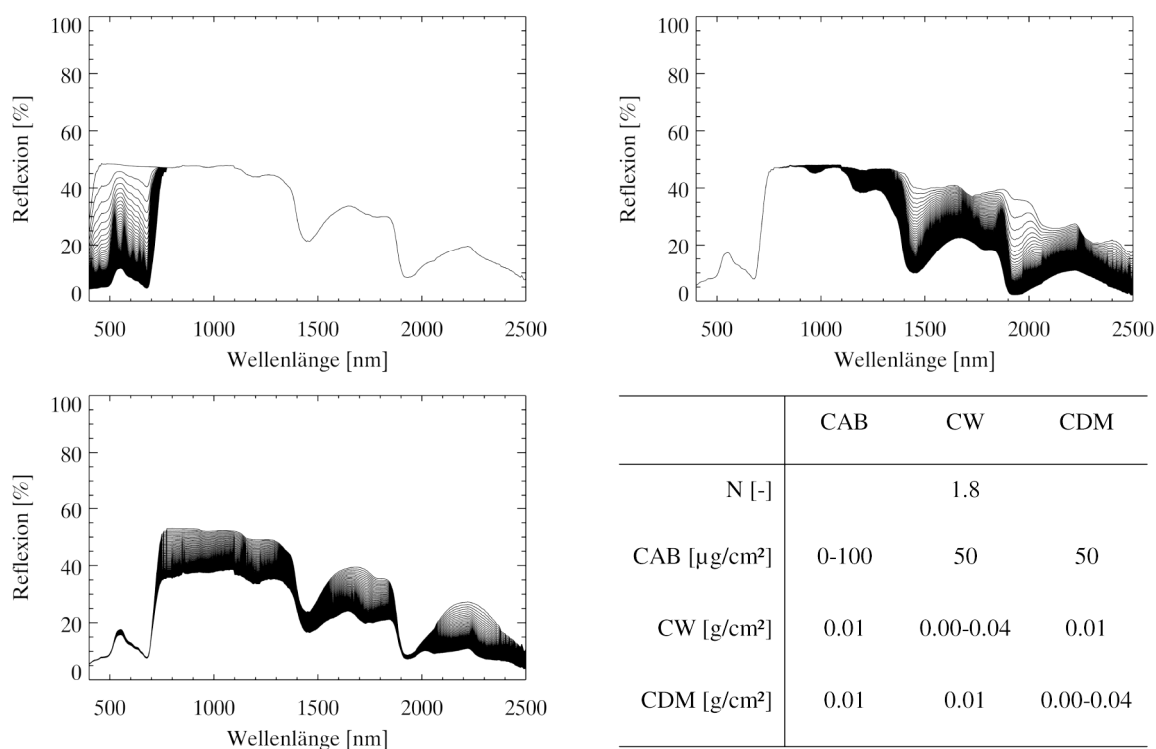 100
80
60
40
20
0
Reflexion [%]
500 1000 1500 2000 2500
Wellenlänge [nm]
100
80
60
40
20
0
Reflexion [%]
500 1000 1500 2000 2500
Wellenlänge [nm]
100
80
60
40
20
0
Reflexion [%]
500 1000 1500 2000 2500
Wellenlänge [nm]
CAB CW CDM
N [-] 1.8
CAB [µg/cm²] 0-100 50 50
CW [g/cm²] 0.01 0.00-0.04 0.01
CDM [g/cm²] 0.01 0.01 0.00-0.04